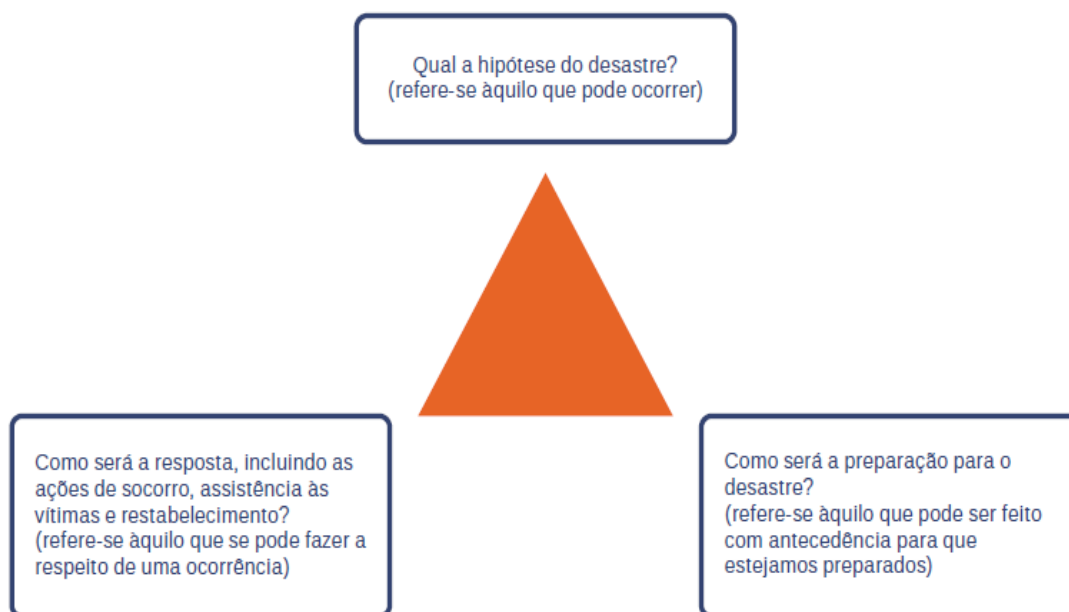 Qual a hipótese do desastre?
(refere-se àquilo que pode ocorrer)
Como será a resposta, incluindo as
ações de socorro, assistência às
vítimas e restabelecimento?
(refere-se àquilo que se pode fazer a
respeito de uma ocorrência)
Como será a preparação para o
desastre?
(refere-se àquilo que pode ser feito
com antecedência para que
estejamos preparados)